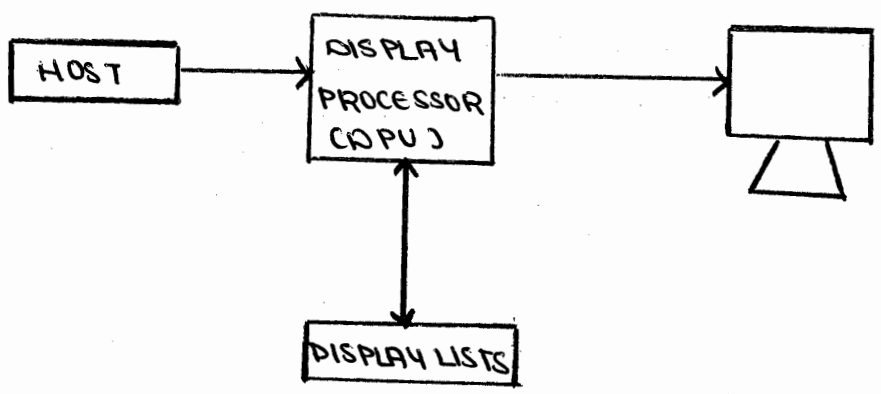 HOST
DISPLAY
PROCESSOR
(DPU)
DISPLAY LISTS